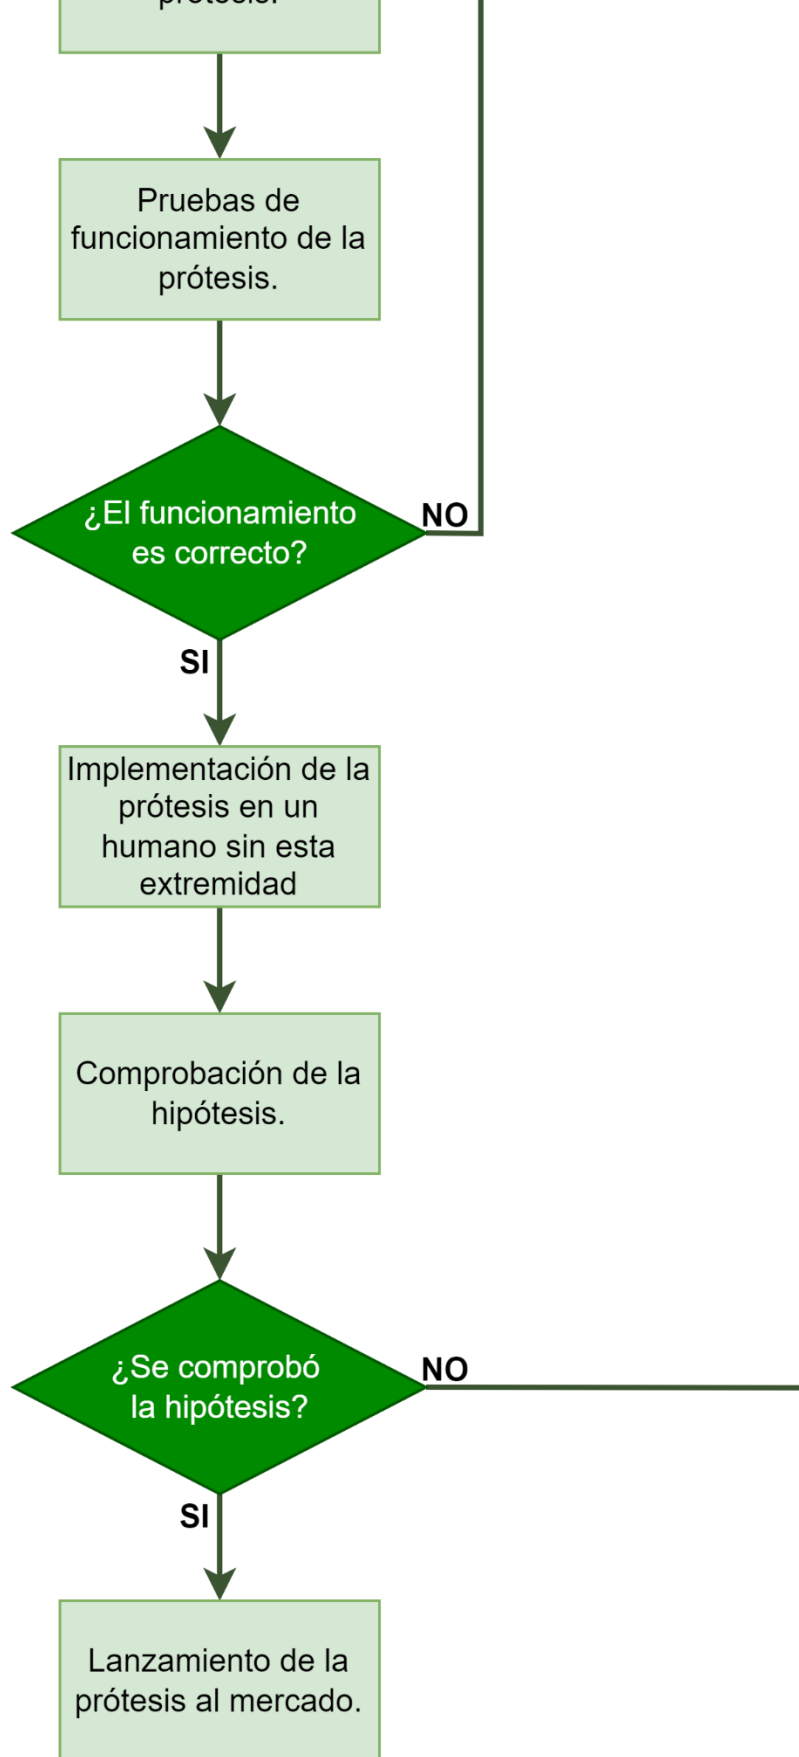 prótesis.
Pruebas de
funcionamiento de la
prótesis.
¿El funcionamiento
es correcto?
NO
SI
Implementación de la
prótesis en un
humano sin esta
extremidad
Comprobación de la
hipótesis.
¿Se comprobó
la hipótesis?
NO
SI
Lanzamiento de la
prótesis al mercado.